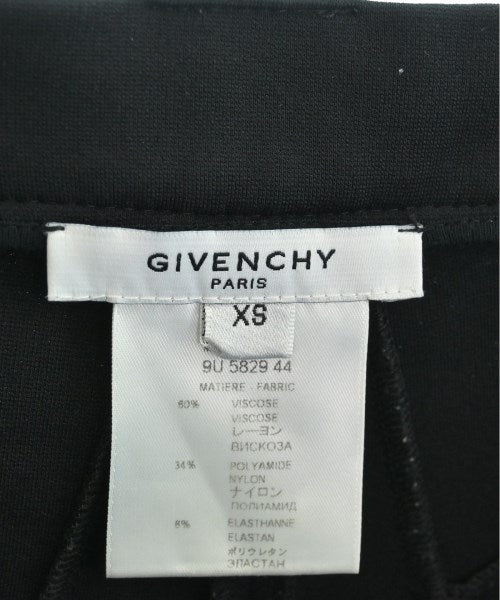 GIVENCHY
PARIS
XS
9U 5829 44
MATIERE - FABRIC
60% VISCOSE
VISCOSE
レーヨン
ВИСКОЗА
34% POLYAMIDE
NYLON
ナイロン
ПОЛИАМИД
6% ELASTHANNE
ELASTAN
ポリウレタン
ЭЛАСТАН